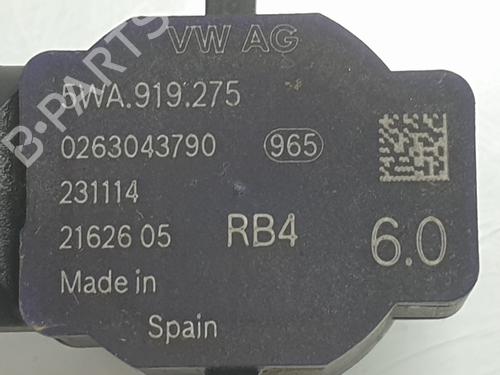 VW AG
5WA.919.275
0263043790 965
231114
21626 05 RB4 6.0
Made in
Spain
B-PARTS